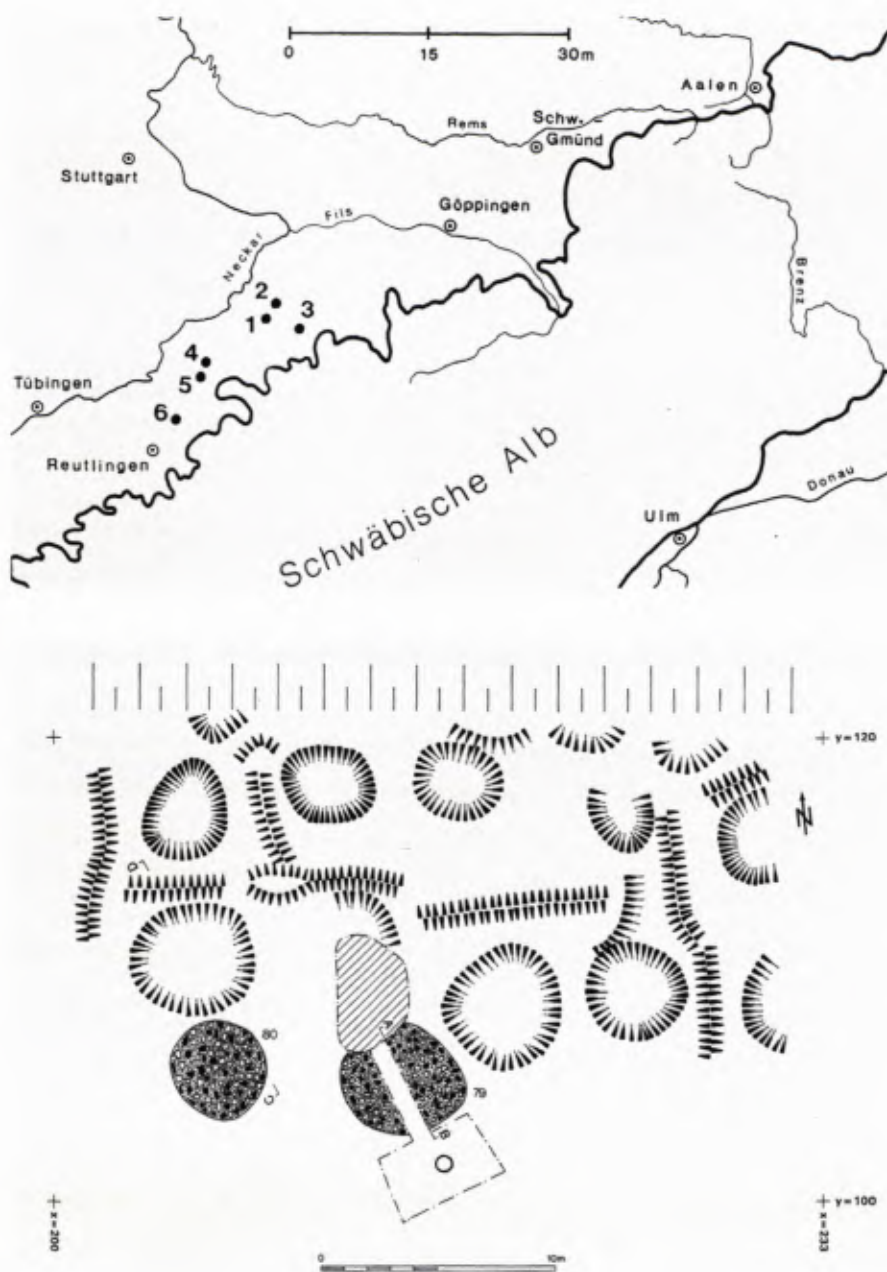 0 15 30m
Aalen
Schw.
Rems
Gmünd
Stuttgart
Göppingen
Fils
Neckar
Brenz
2
3
1
4
Tübingen
5
6
Reutlingen
Schwäbische Alb
Donau
Ulm
y=120
N
A
80
79
B
y=100
x=200
x=233
0 10m